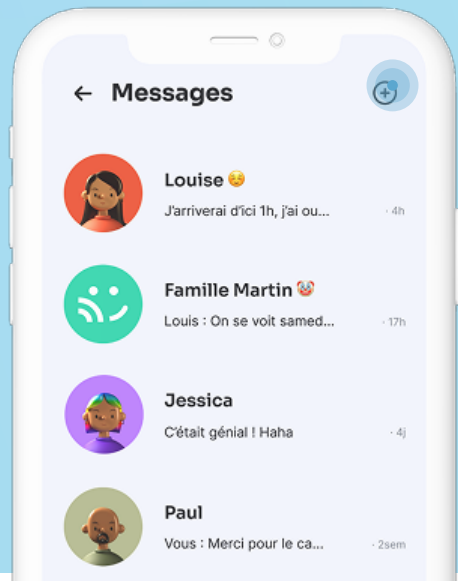 Messages
Louise ☺️
J'arriverai d'ici 1h, j'ai ou...
· 4h
Famille Martin 🤡
Louis : On se voit samed...
· 17h
Jessica
C'était génial ! Haha
· 4j
Paul
Vous : Merci pour le ca...
· 2sem